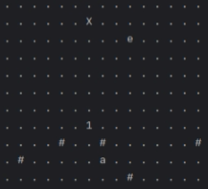 . . . . . . . . . . . . . . .
. . . . . . X . . . . . . . .
. . . . . . . . . e . . . . .
. . . . . . . . . . . . . . .
. . . . . . . . . . . . . . .
. . . . . . . . . . . . . . .
. . . . . . . . . . . . . . .
. . . . . . 1 . . . . . . . .
. . . . # . . # . . . . . . #
. # . . . . . a . . . . . . .
. . . . . . . . . # . . . . .